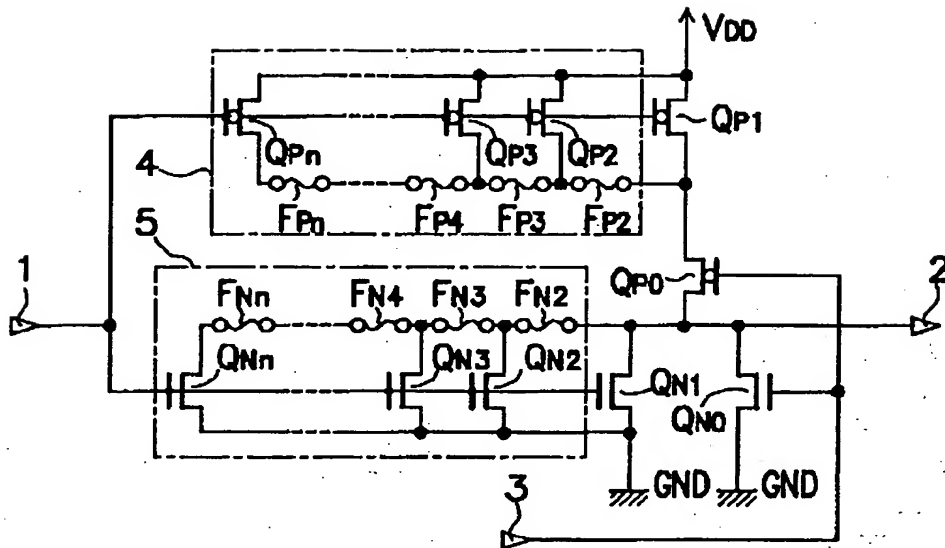 VDD
QP1
QPn QP3 QP2
4
FPn FP4 FP3 FP2
5
1
QP0
2
FNn FN4 FN3 FN2
QNn QN3 QN2 QN1
QN0
GND GND
3